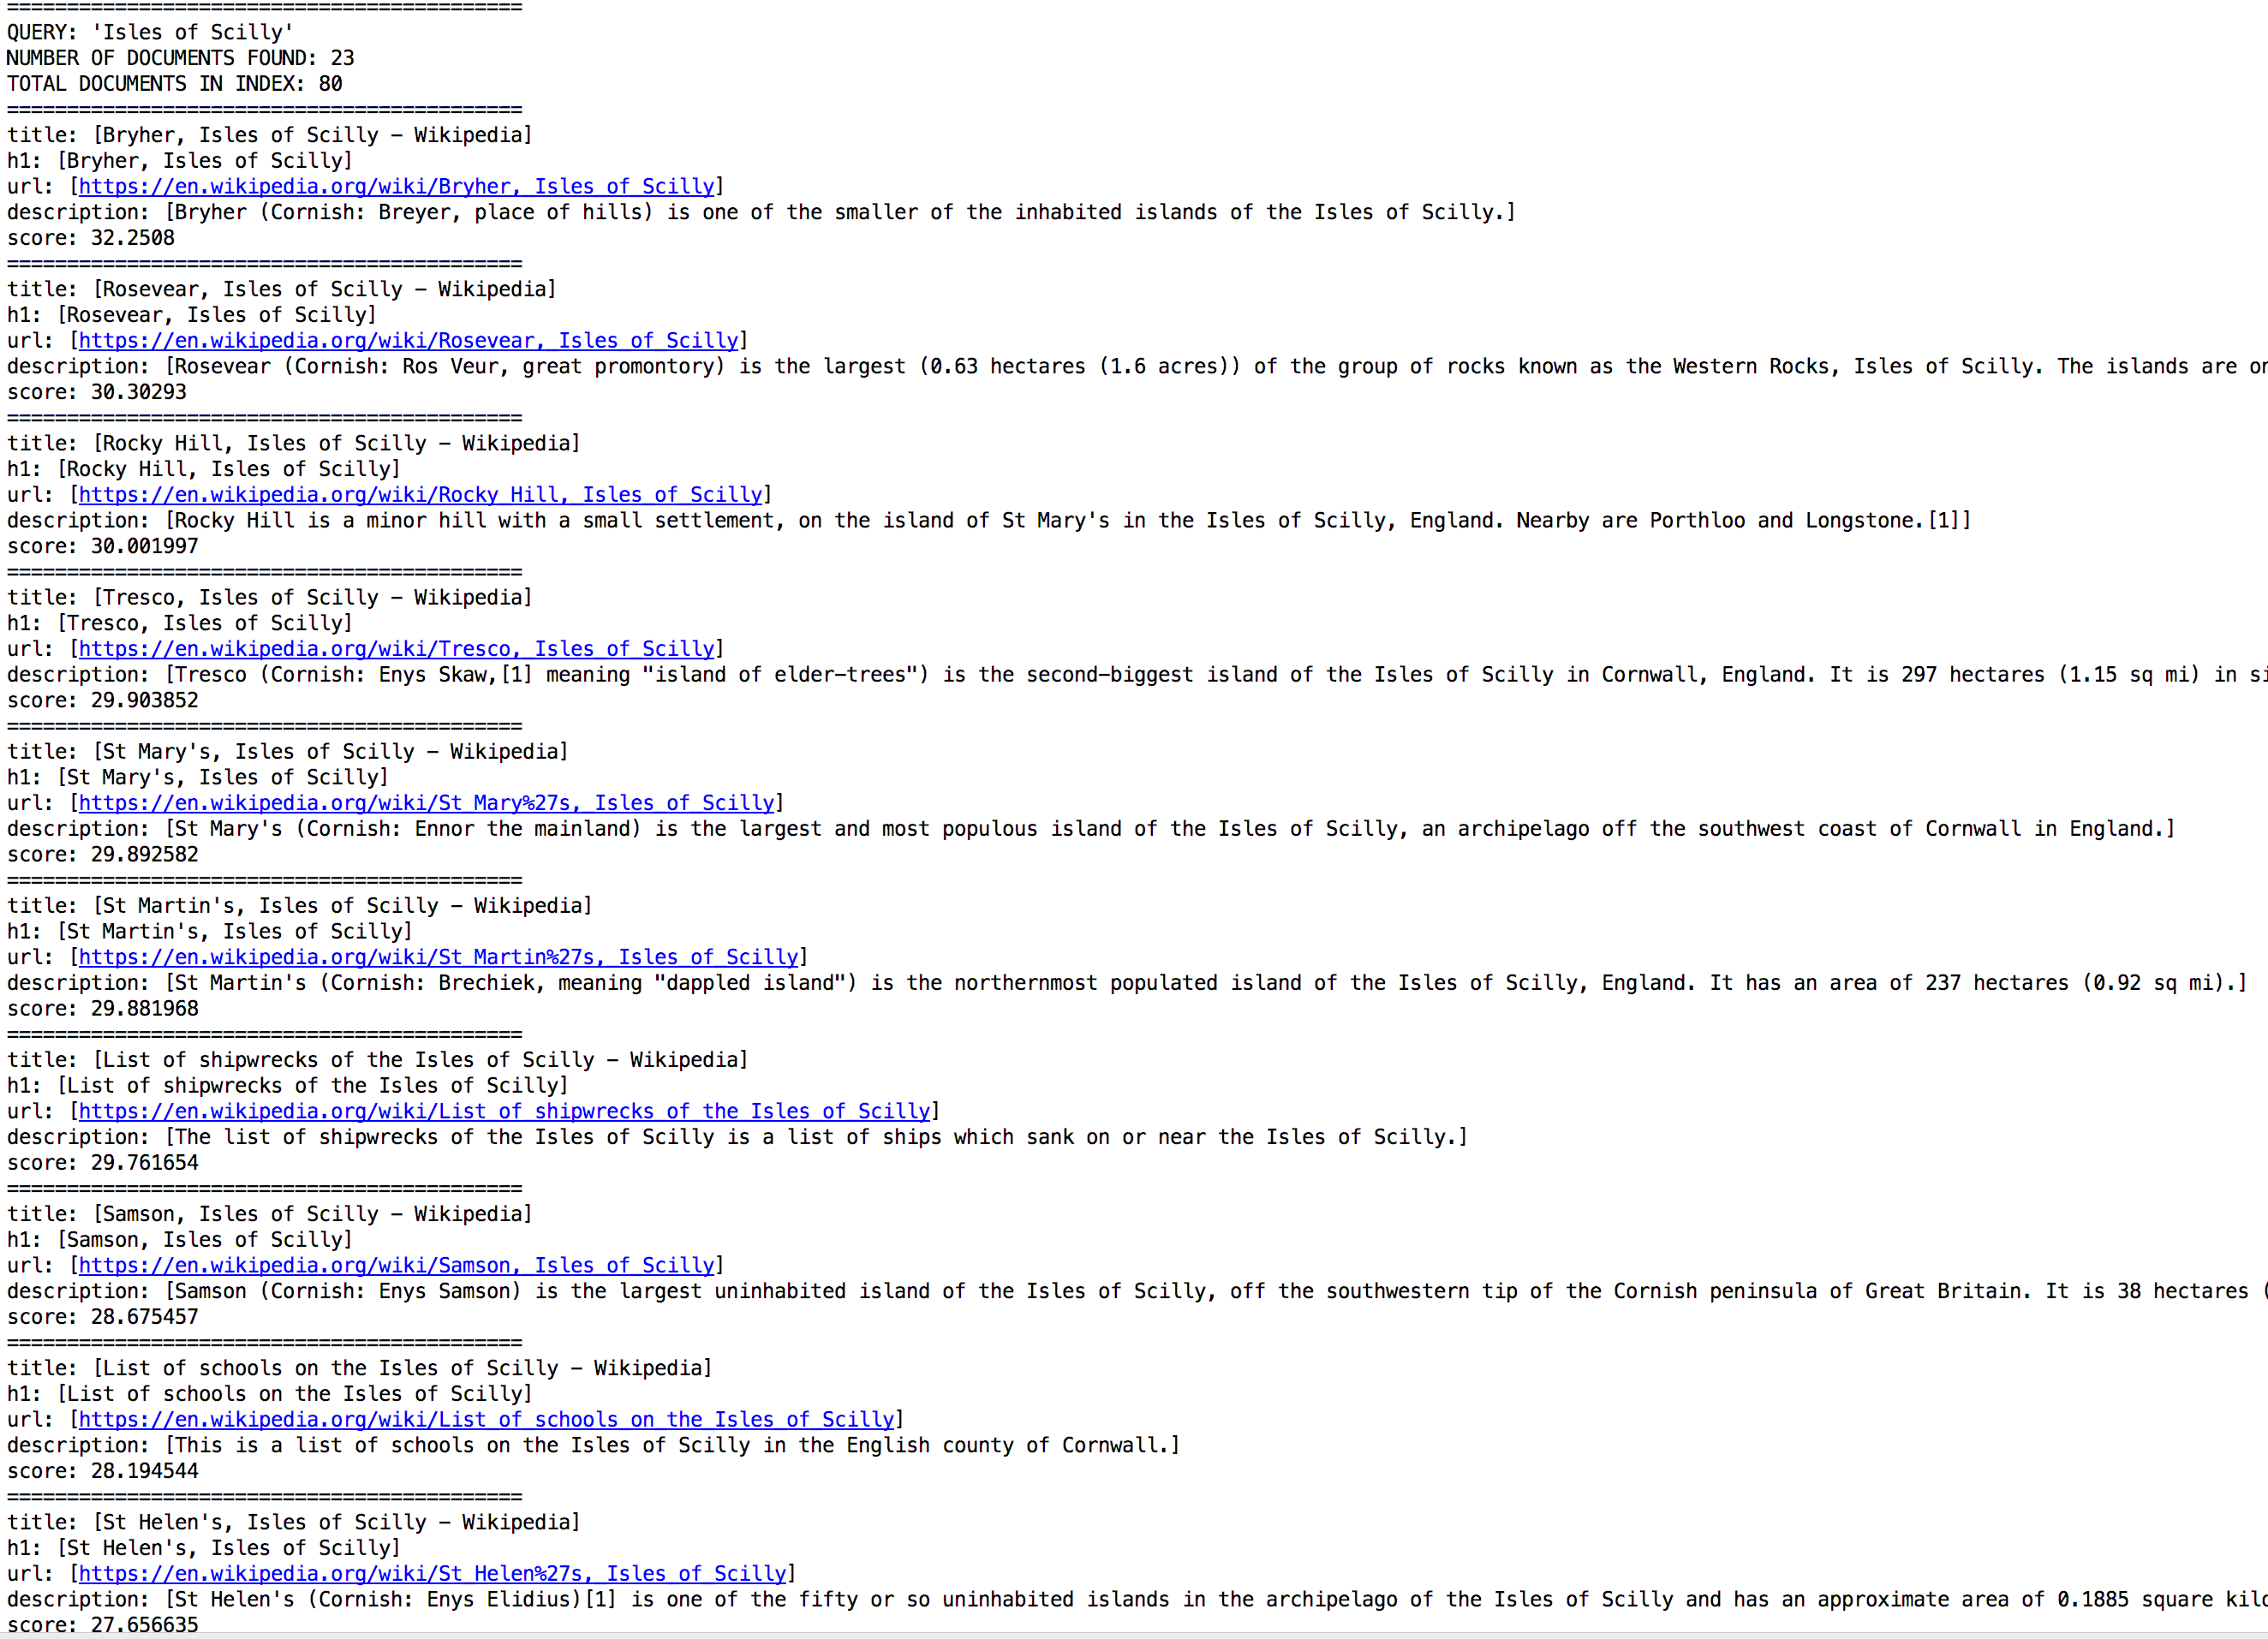 ==========================================
QUERY: 'Isles of Scilly'
NUMBER OF DOCUMENTS FOUND: 23
TOTAL DOCUMENTS IN INDEX: 80
===========================================
title: [Bryher, Isles of Scilly – Wikipedia]
h1: [Bryher, Isles of Scilly]
url: [https://en.wikipedia.org/wiki/Bryher,_Isles_of_Scilly]
description: [Bryher (Cornish: Breyer, place of hills) is one of the smaller of the inhabited islands of the Isles of Scilly.]
score: 32.2508
===========================================
title: [Rosevear, Isles of Scilly – Wikipedia]
h1: [Rosevear, Isles of Scilly]
url: [https://en.wikipedia.org/wiki/Rosevear,_Isles_of_Scilly]
description: [Rosevear (Cornish: Ros Veur, great promontory) is the largest (0.63 hectares (1.6 acres)) of the group of rocks known as the Western Rocks, Isles of Scilly. The islands are or
score: 30.30293
===========================================
title: [Rocky Hill, Isles of Scilly – Wikipedia]
h1: [Rocky Hill, Isles of Scilly]
url: [https://en.wikipedia.org/wiki/Rocky_Hill,_Isles_of_Scilly]
description: [Rocky Hill is a minor hill with a small settlement, on the island of St Mary's in the Isles of Scilly, England. Nearby are Porthloo and Longstone.[1]]
score: 30.001997
===========================================
title: [Tresco, Isles of Scilly – Wikipedia]
h1: [Tresco, Isles of Scilly]
url: [https://en.wikipedia.org/wiki/Tresco,_Isles_of_Scilly]
description: [Tresco (Cornish: Enys Skaw,[1] meaning "island of elder-trees") is the second-biggest island of the Isles of Scilly in Cornwall, England. It is 297 hectares (1.15 sq mi) in si
score: 29.903852
===========================================
title: [St Mary's, Isles of Scilly – Wikipedia]
h1: [St Mary's, Isles of Scilly]
url: [https://en.wikipedia.org/wiki/St_Mary%27s,_Isles_of_Scilly]
description: [St Mary's (Cornish: Ennor the mainland) is the largest and most populous island of the Isles of Scilly, an archipelago off the southwest coast of Cornwall in England.]
score: 29.892582
===========================================
title: [St Martin's, Isles of Scilly – Wikipedia]
h1: [St Martin's, Isles of Scilly]
url: [https://en.wikipedia.org/wiki/St_Martin%27s,_Isles_of_Scilly]
description: [St Martin's (Cornish: Brechiek, meaning "dappled island") is the northernmost populated island of the Isles of Scilly, England. It has an area of 237 hectares (0.92 sq mi).]
score: 29.881968
===========================================
title: [List of shipwrecks of the Isles of Scilly – Wikipedia]
h1: [List of shipwrecks of the Isles of Scilly]
url: [https://en.wikipedia.org/wiki/List_of_shipwrecks_of_the_Isles_of_Scilly]
description: [The list of shipwrecks of the Isles of Scilly is a list of ships which sank on or near the Isles of Scilly.]
score: 29.761654
===========================================
title: [Samson, Isles of Scilly – Wikipedia]
h1: [Samson, Isles of Scilly]
url: [https://en.wikipedia.org/wiki/Samson,_Isles_of_Scilly]
description: [Samson (Cornish: Enys Samson) is the largest uninhabited island of the Isles of Scilly, off the southwestern tip of the Cornish peninsula of Great Britain. It is 38 hectares (
score: 28.675457
===========================================
title: [List of schools on the Isles of Scilly – Wikipedia]
h1: [List of schools on the Isles of Scilly]
url: [https://en.wikipedia.org/wiki/List_of_schools_on_the_Isles_of_Scilly]
description: [This is a list of schools on the Isles of Scilly in the English county of Cornwall.]
score: 28.194544
===========================================
title: [St Helen's, Isles of Scilly – Wikipedia]
h1: [St Helen's, Isles of Scilly]
url: [https://en.wikipedia.org/wiki/St_Helen%27s,_Isles_of_Scilly]
description: [St Helen's (Cornish: Enys Elidius)[1] is one of the fifty or so uninhabited islands in the archipelago of the Isles of Scilly and has an approximate area of 0.1885 square kilo
score: 27.656635